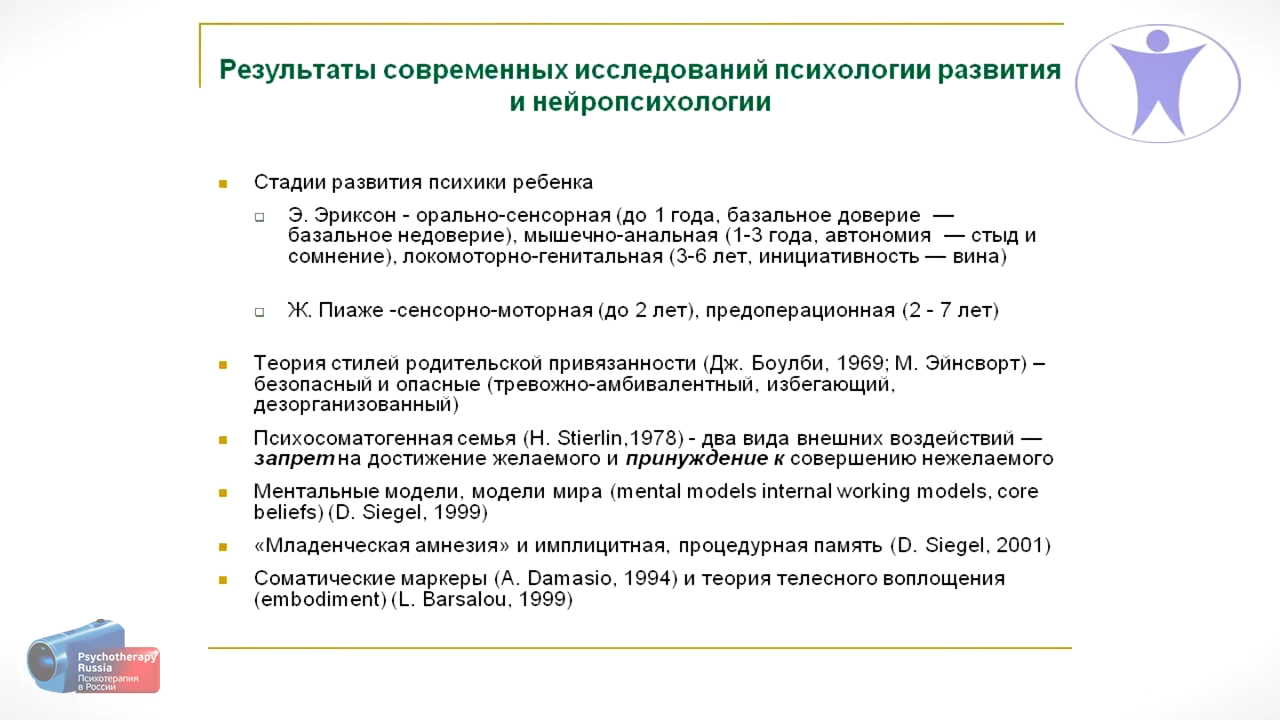 Результаты современных исследований психологии развития
и нейропсихологии
Стадии развития психики ребенка
Э. Эриксон - орально-сенсорная (до 1 года, базальное доверие —
базальное недоверие), мышечно-анальная (1-3 года, автономия — стыд и
сомнение), локомоторно-генитальная (3-6 лет, инициативность — вина)
Ж. Пиаже -сенсорно-моторная (до 2 лет), предоперационная (2 - 7 лет)
Теория стилей родительской привязанности (Дж. Боулби, 1969; М. Эйнсворт) –
безопасный и опасные (тревожно-амбивалентный, избегающий,
дезорганизованный)
Психосоматогенная семья (H. Stierlin,1978) - два вида внешних воздействий —
запрет на достижение желаемого и принуждение к совершению нежелаемого
Ментальные модели, модели мира (mental models internal working models, core
beliefs) (D. Siegel, 1999)
«Младенческая амнезия» и имплицитная, процедурная память (D. Siegel, 2001)
Соматические маркеры (A. Damasio, 1994) и теория телесного воплощения
(embodiment) (L. Barsalou, 1999)
Psychotherapy
Russia
Психотерапия
в России